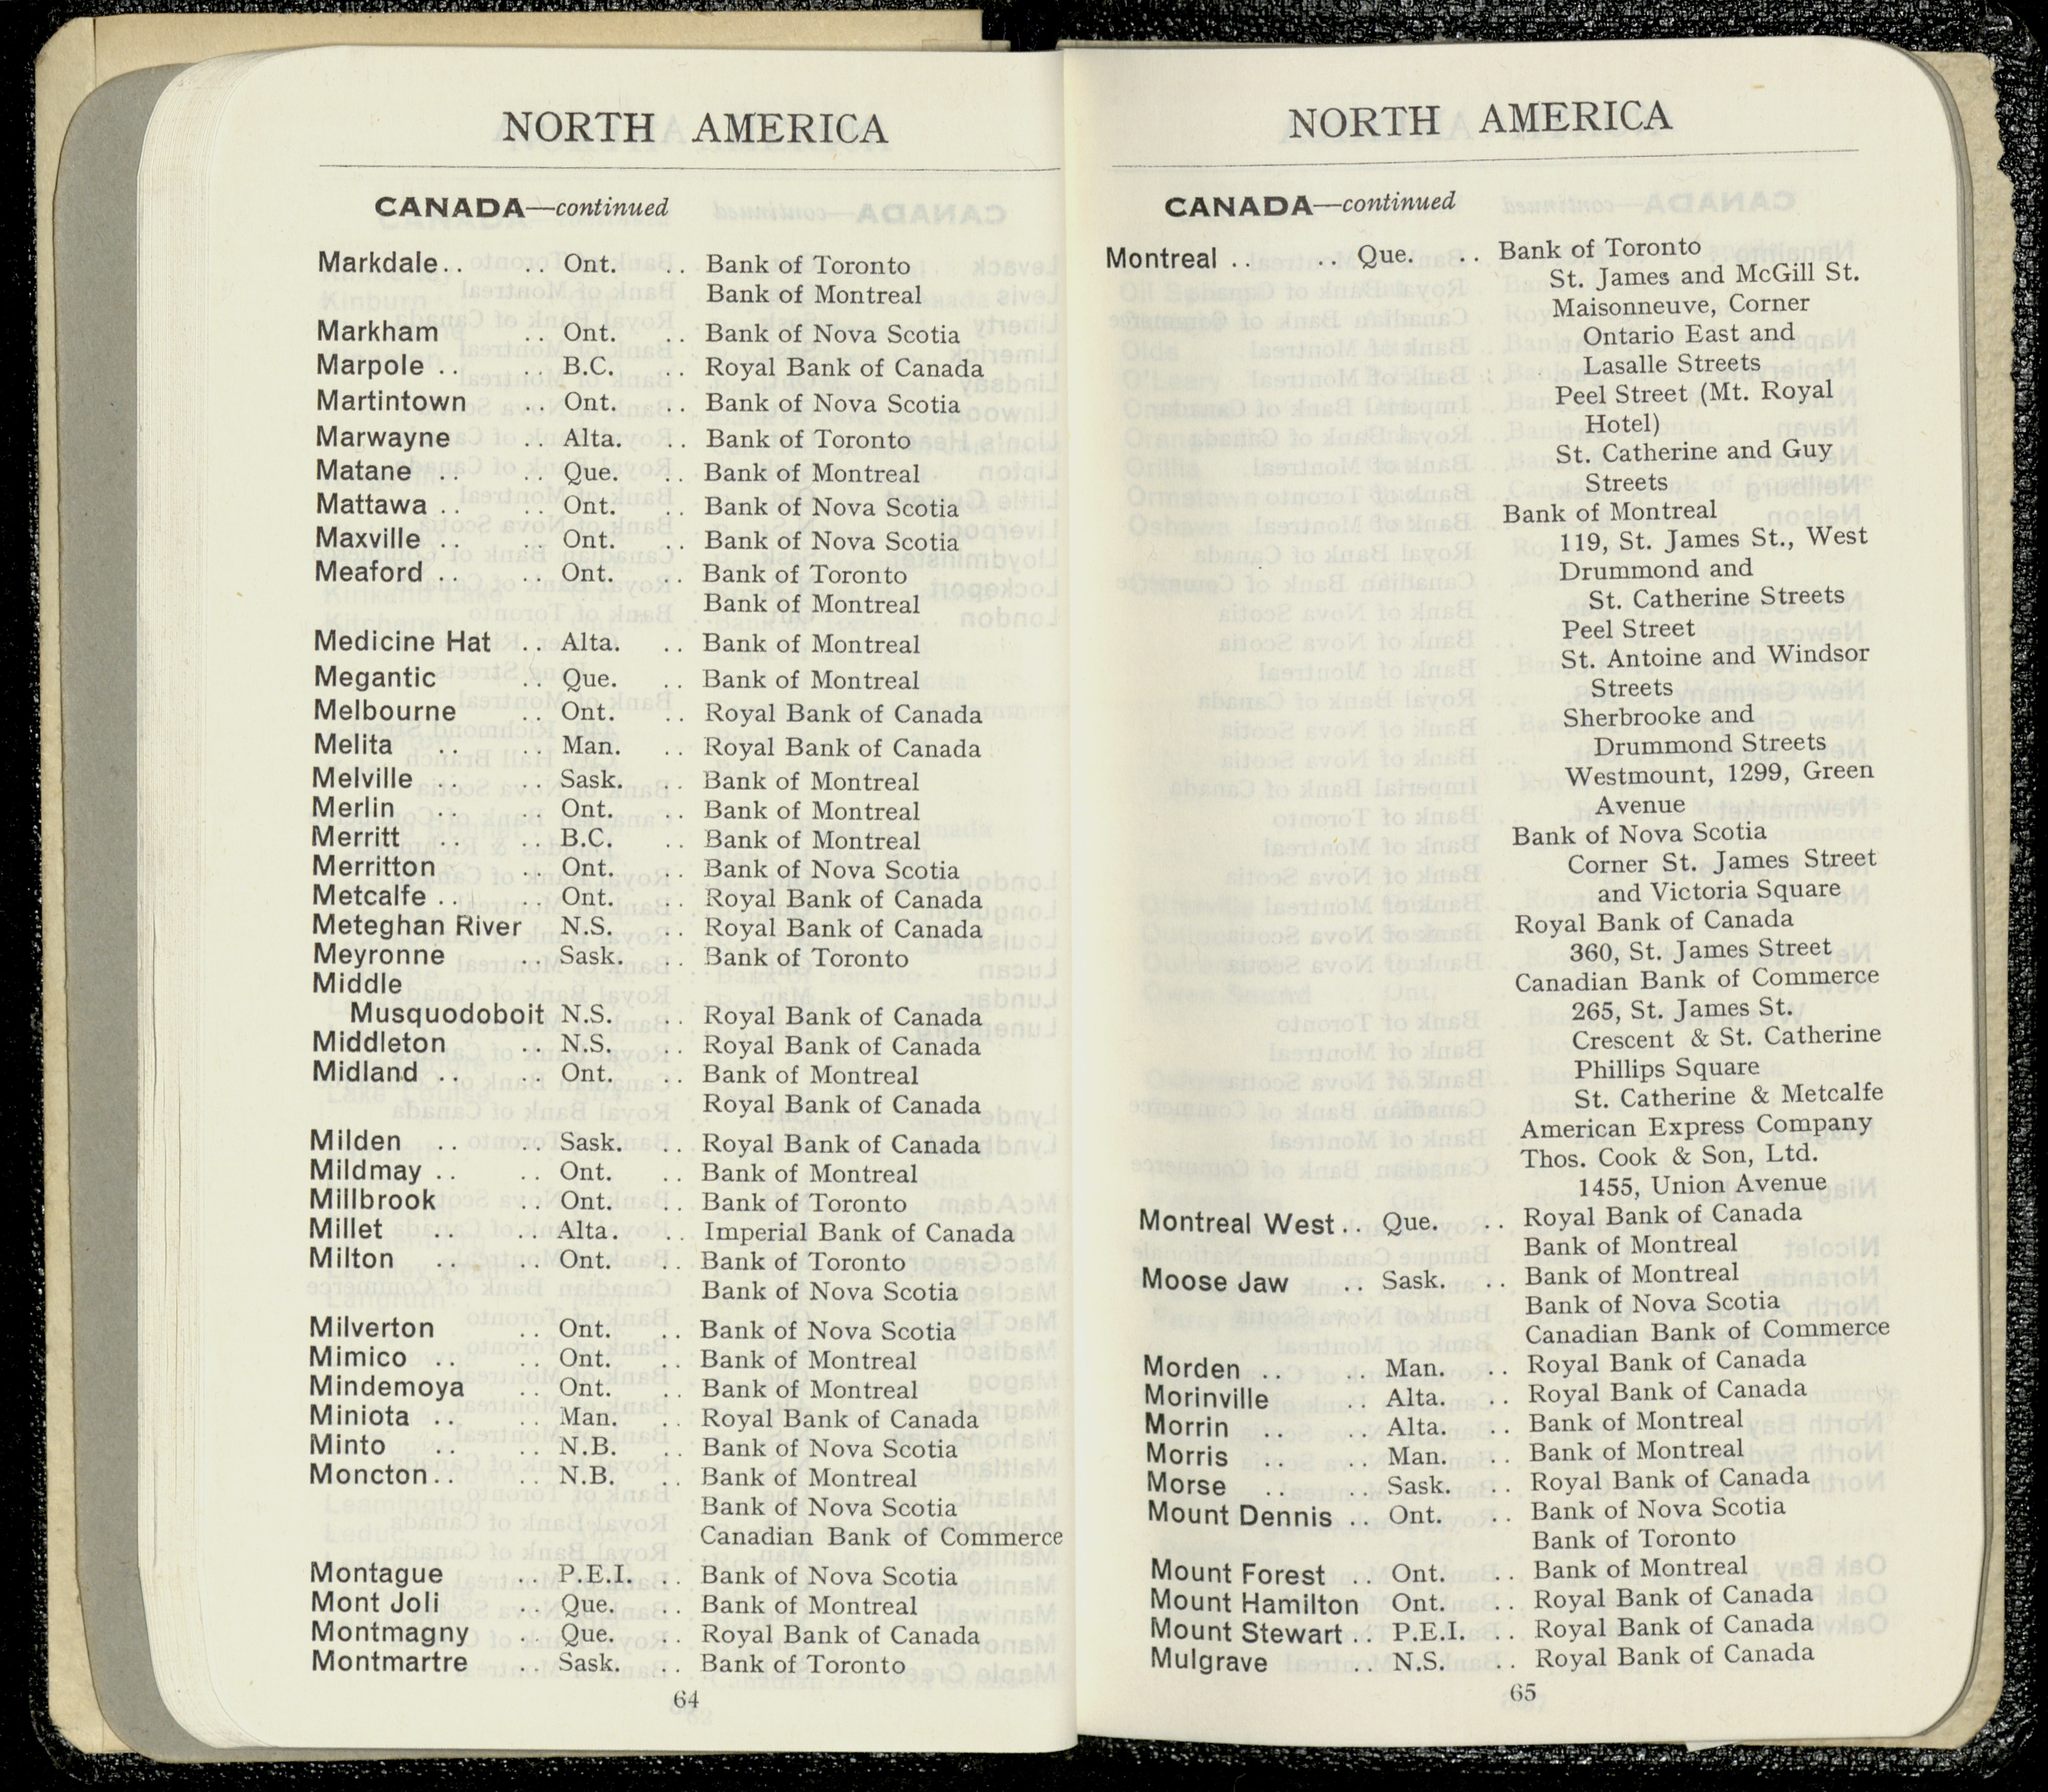 NORTH AMERICA
CANADA—continued
Markdale .. .. Ont. .. Bank of Toronto
Bank of Montreal
Markham .. Ont. .. Bank of Nova Scotia
Marpole .. .. B.C. .. Royal Bank of Canada
Martintown .. Ont. .. Bank of Nova Scotia
Marwayne .. Alta. .. Bank of Toronto
Matane .. .. Que. .. Bank of Montreal
Mattawa .. .. Ont. .. Bank of Nova Scotia
Maxville .. .. Ont. .. Bank of Nova Scotia
Meaford .. .. Ont. .. Bank of Toronto
Bank of Montreal
Medicine Hat .. Alta. .. Bank of Montreal
Megantic .. Que. .. Bank of Montreal
Melbourne .. Ont. .. Royal Bank of Canada
Melita .. .. Man. .. Royal Bank of Canada
Melville .. .. Sask. .. Bank of Montreal
Merlin .. .. Ont. .. Bank of Montreal
Merritt .. .. B.C. .. Bank of Montreal
Merritton .. Ont. .. Bank of Nova Scotia
Metcalfe .. .. Ont. .. Royal Bank of Canada
Meteghan River N.S. .. Royal Bank of Canada
Meyronne .. Sask. .. Bank of Toronto
Middle
Musquodoboit N.S. .. Royal Bank of Canada
Middleton .. N.S. .. Royal Bank of Canada
Midland .. .. Ont. .. Bank of Montreal
Royal Bank of Canada
Milden .. .. Sask. .. Royal Bank of Canada
Mildmay .. .. Ont. .. Bank of Montreal
Millbrook .. Ont. .. Bank of Toronto
Millet .. .. Alta. .. Imperial Bank of Canada
Milton .. .. Ont. .. Bank of Toronto
Bank of Nova Scotia
Milverton .. Ont. .. Bank of Nova Scotia
Mimico .. .. Ont. .. Bank of Montreal
Mindemoya .. Ont. .. Bank of Montreal
Miniota .. .. Man. .. Royal Bank of Canada
Minto .. .. N.B. .. Bank of Nova Scotia
Moncton .. .. N.B. .. Bank of Montreal
Bank of Nova Scotia
Canadian Bank of Commerce
Montague .. P.E.I. .. Bank of Nova Scotia
Mont Joli .. Que. .. Bank of Montreal
Montmagny .. Que. .. Royal Bank of Canada
Montmartre .. Sask. .. Bank of Toronto
64
NORTH AMERICA
CANADA—continued
Montreal .. .. Que. .. Bank of Toronto
St. James and McGill St.
Maisonneuve, Corner
Ontario East and
Lasalle Streets
Peel Street (Mt. Royal
Hotel)
St. Catherine and Guy
Streets
Bank of Montreal
119, St. James St., West
Drummond and
St. Catherine Streets
Peel Street
St. Antoine and Windsor
Streets
Sherbrooke and
Drummond Streets
Westmount, 1299, Green
Avenue
Bank of Nova Scotia
Corner St. James Street
and Victoria Square
Royal Bank of Canada
360, St. James Street
Canadian Bank of Commerce
265, St. James St.
Crescent & St. Catherine
Phillips Square
St. Catherine & Metcalfe
American Express Company
Thos. Cook & Son, Ltd.
1455, Union Avenue
Montreal West .. Que. .. Royal Bank of Canada
Bank of Montreal
Moose Jaw .. Sask. .. Bank of Montreal
Bank of Nova Scotia
Canadian Bank of Commerce
Morden .. .. Man. .. Royal Bank of Canada
Morinville .. Alta. .. Royal Bank of Canada
Morrin .. .. Alta. .. Bank of Montreal
Morris .. .. Man. .. Bank of Montreal
Morse .. .. Sask. .. Royal Bank of Canada
Mount Dennis .. Ont. .. Bank of Nova Scotia
Bank of Toronto
Mount Forest .. Ont. .. Bank of Montreal
Mount Hamilton Ont. .. Royal Bank of Canada
Mount Stewart .. P.E.I. .. Royal Bank of Canada
Mulgrave .. N.S. .. Royal Bank of Canada
65